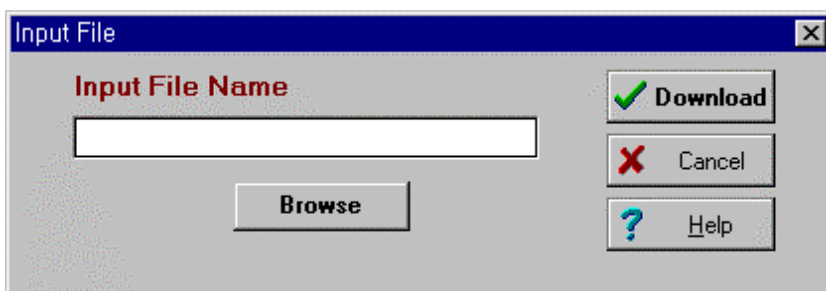 Input File
Input File Name
Download
Cancel
Browse
Help